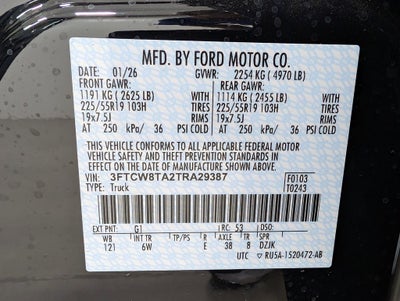 MFD. BY FORD MOTOR CO.
DATE: 01/26 GVWR: 2254 KG ( 4970 LB)
FRONT GAWR: REAR GAWR:
1191 KG ( 2625 LB) 1114 KG ( 2455 LB)
225/55R19 103H TIRES 225/55R19 103H TIRES
19x7.5J RIMS 19x7.5J RIMS
AT 250 kPa/ 36 PSI COLD AT 250 kPa/ 36 PSI COLD
THIS VEHICLE CONFORMS TO ALL APPLICABLE FEDERAL MOTOR
VEHICLE SAFETY AND THEFT PREVENTION STANDARDS IN EFFECT
ON THE DATE OF MANUFACTURE SHOWN ABOVE.
VIN: 3FTCW8TA2TRA29387 F0103
TYPE: Truck T0243
EXT PNT: G1 RC: 53 DSO:
WB INT TR TP/PS R AXLE TR SPR
121 6W E 38 8 DZJK
UTC ▽RU5A-1520472-AB